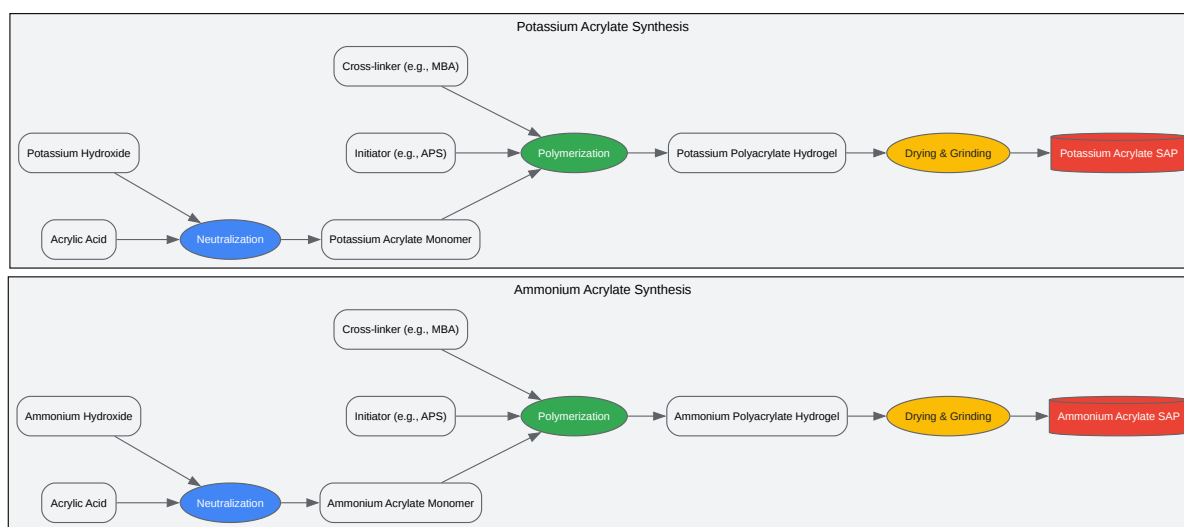 Potassium Acrylate Synthesis
Cross-linker (e.g., MBA)
Potassium Hydroxide
Initiator (e.g., APS)
Polymerization
Potassium Polyacrylate Hydrogel
Drying & Grinding
Potassium Acrylate SAP
Acrylic Acid
Neutralization
Potassium Acrylate Monomer
Ammonium Acrylate Synthesis
Cross-linker (e.g., MBA)
Ammonium Hydroxide
Initiator (e.g., APS)
Polymerization
Ammonium Polyacrylate Hydrogel
Drying & Grinding
Ammonium Acrylate SAP
Acrylic Acid
Neutralization
Ammonium Acrylate Monomer